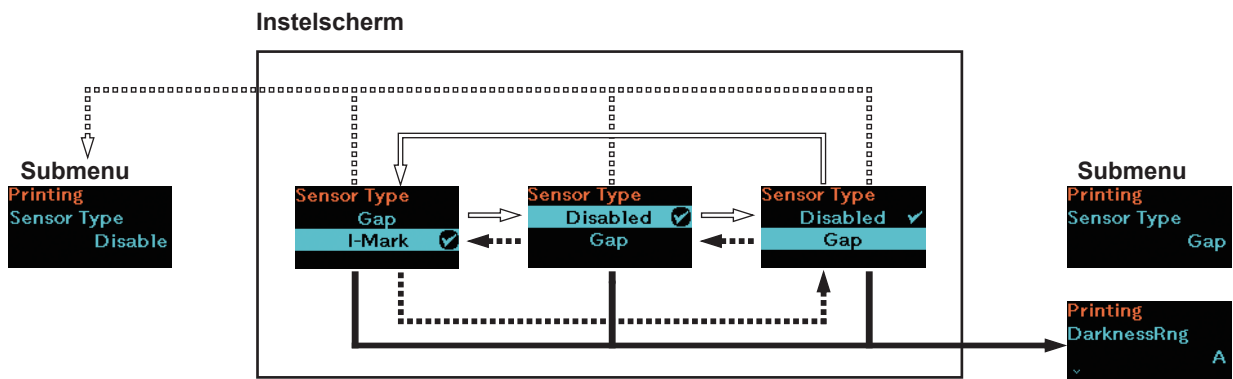 Instelscherm
Submenu
Printing
Sensor Type
Disable
Sensor Type
Gap
I-Mark
Sensor Type
Disabled
Gap
Sensor Type
Disabled
Gap
Submenu
Printing
Sensor Type
Gap
Printing
DarknessRng
A